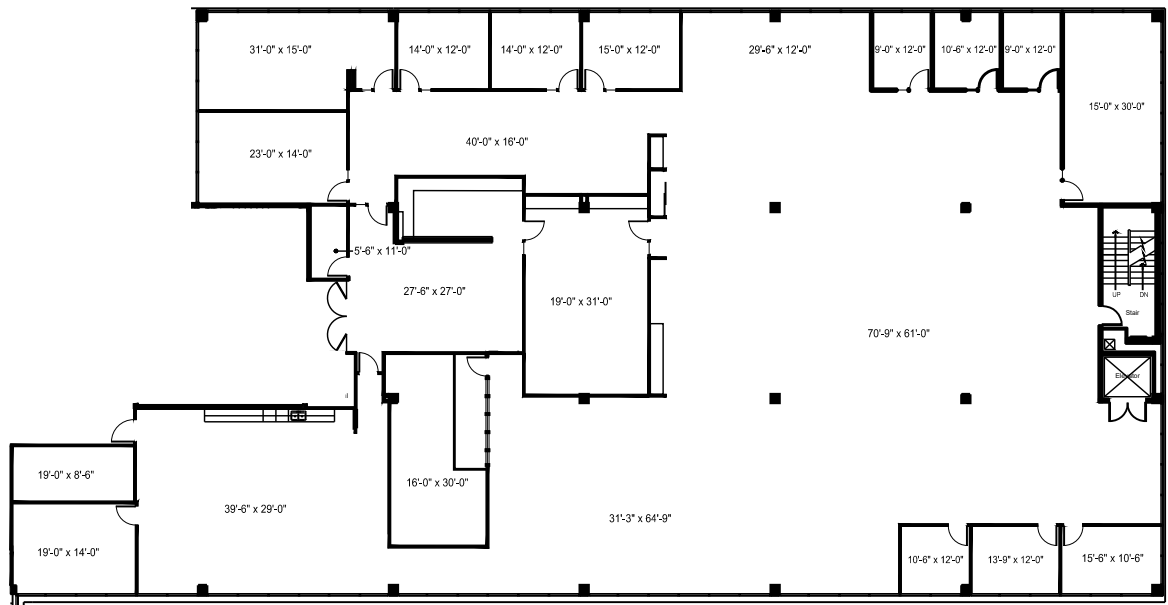 31'-0" x 15'-0"
14'-0" x 12'-0"
14'-0" x 12'-0"
15'-0" x 12'-0"
29'-6" x 12'-0"
9'-0" x 12'-0"
10'-6" x 12'-0"
9'-0" x 12'-0"
15'-0" x 30'-0"
40'-0" x 16'-0"
23'-0" x 14'-0"
5'-6" x 11'-0"
27'-6" x 27'-0"
19'-0" x 31'-0"
UP
DN
Stair
70'-9" x 61'-0"
Elevator
19'-0" x 8'-6"
16'-0" x 30'-0"
39'-6" x 29'-0"
31'-3" x 64'-9"
19'-0" x 14'-0"
10'-6" x 12'-0"
13'-9" x 12'-0"
15'-6" x 10'-6"